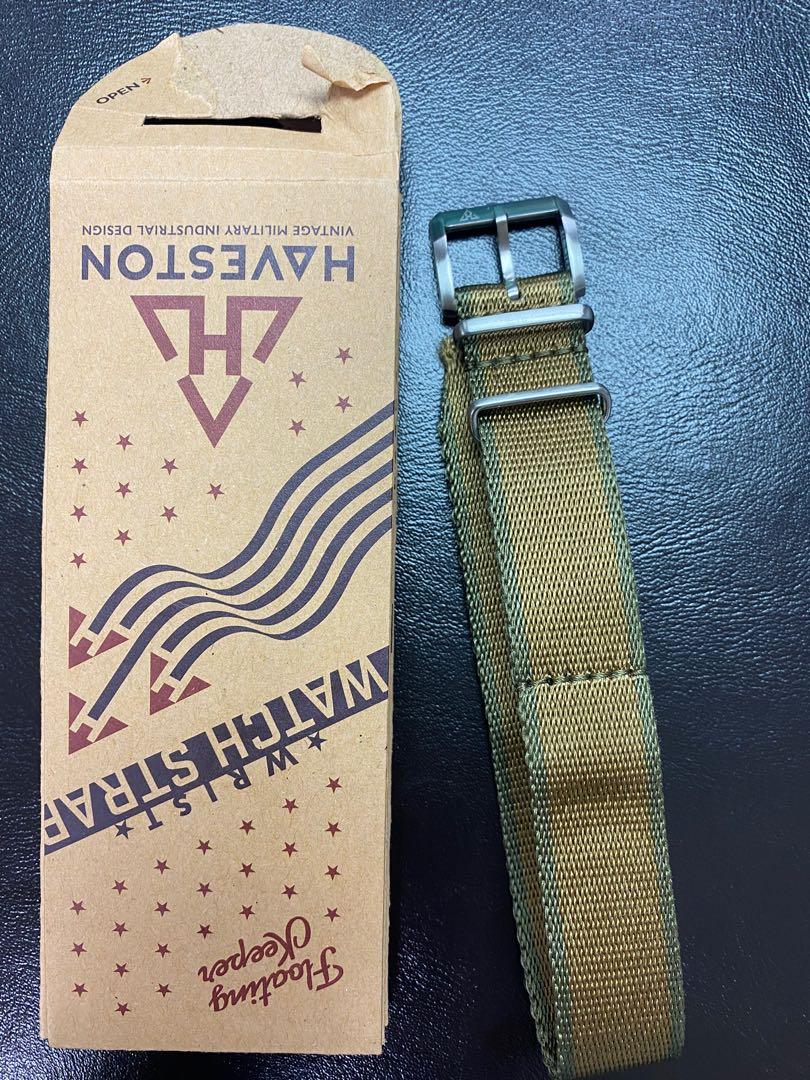 OPEN
HAVESTON
VINTAGE MILITARY INDUSTRIAL DESIGN
WRIST
WATCH STRAP
Floating
Keeper